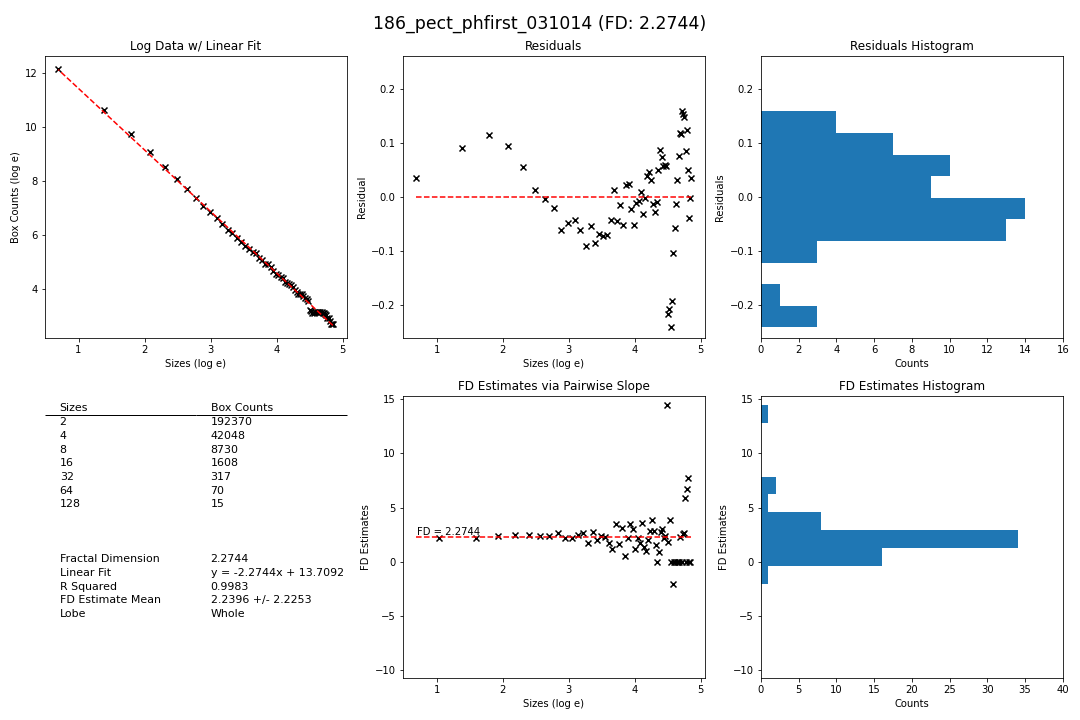 186_pect_phfirst_031014 (FD: 2.2744)
Log Data w/ Linear Fit
12
10
8
6
4
Box Counts (log e)
1 2 3 4 5
Sizes (log e)
Residuals
0.2
0.1
0.0
−0.1
−0.2
Residual
1 2 3 4 5
Sizes (log e)
Residuals Histogram
0.2
0.1
0.0
−0.1
−0.2
Residuals
0 2 4 6 8 10 12 14 16
Counts
Sizes Box Counts
2 192370
4 42048
8 8730
16 1608
32 317
64 70
128 15
Fractal Dimension 2.2744
Linear Fit y = -2.2744x + 13.7092
R Squared 0.9983
FD Estimate Mean 2.2396 +/- 2.2253
Lobe Whole
FD Estimates via Pairwise Slope
15
10
5
0
−5
−10
FD Estimates
FD = 2.2744
1 2 3 4 5
Sizes (log e)
FD Estimates Histogram
15
10
5
0
−5
−10
FD Estimates
0 5 10 15 20 25 30 35 40
Counts